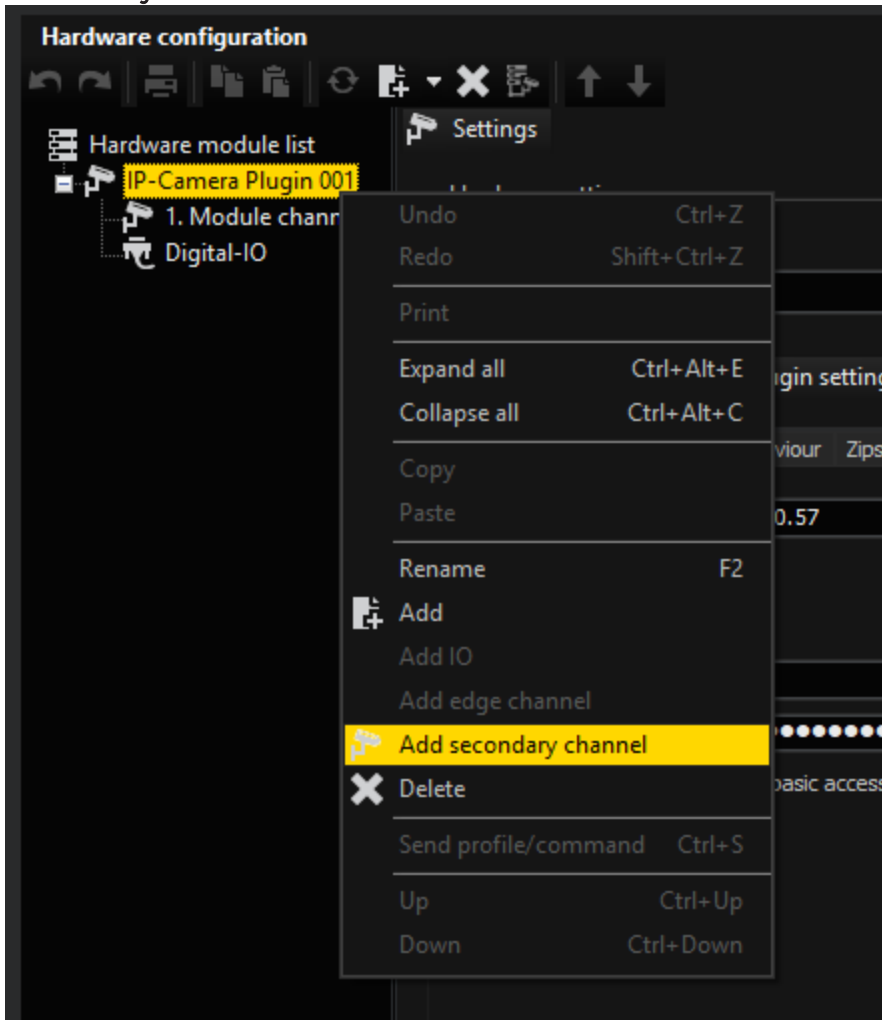 Hardware configuration
Settings
Hardware module list
IP-Camera Plugin 001
1. Module chann
Digital-IO
Undo Ctrl+Z
Redo Shift+Ctrl+Z
Print
Expand all Ctrl+Alt+E
Collapse all Ctrl+Alt+C
Copy
Paste
Rename F2
Add
Add IO
Add edge channel
Add secondary channel
Delete
Send profile/command Ctrl+S
Up Ctrl+Up
Down Ctrl+Down
gin setting
viour Zips
0.57
basic access